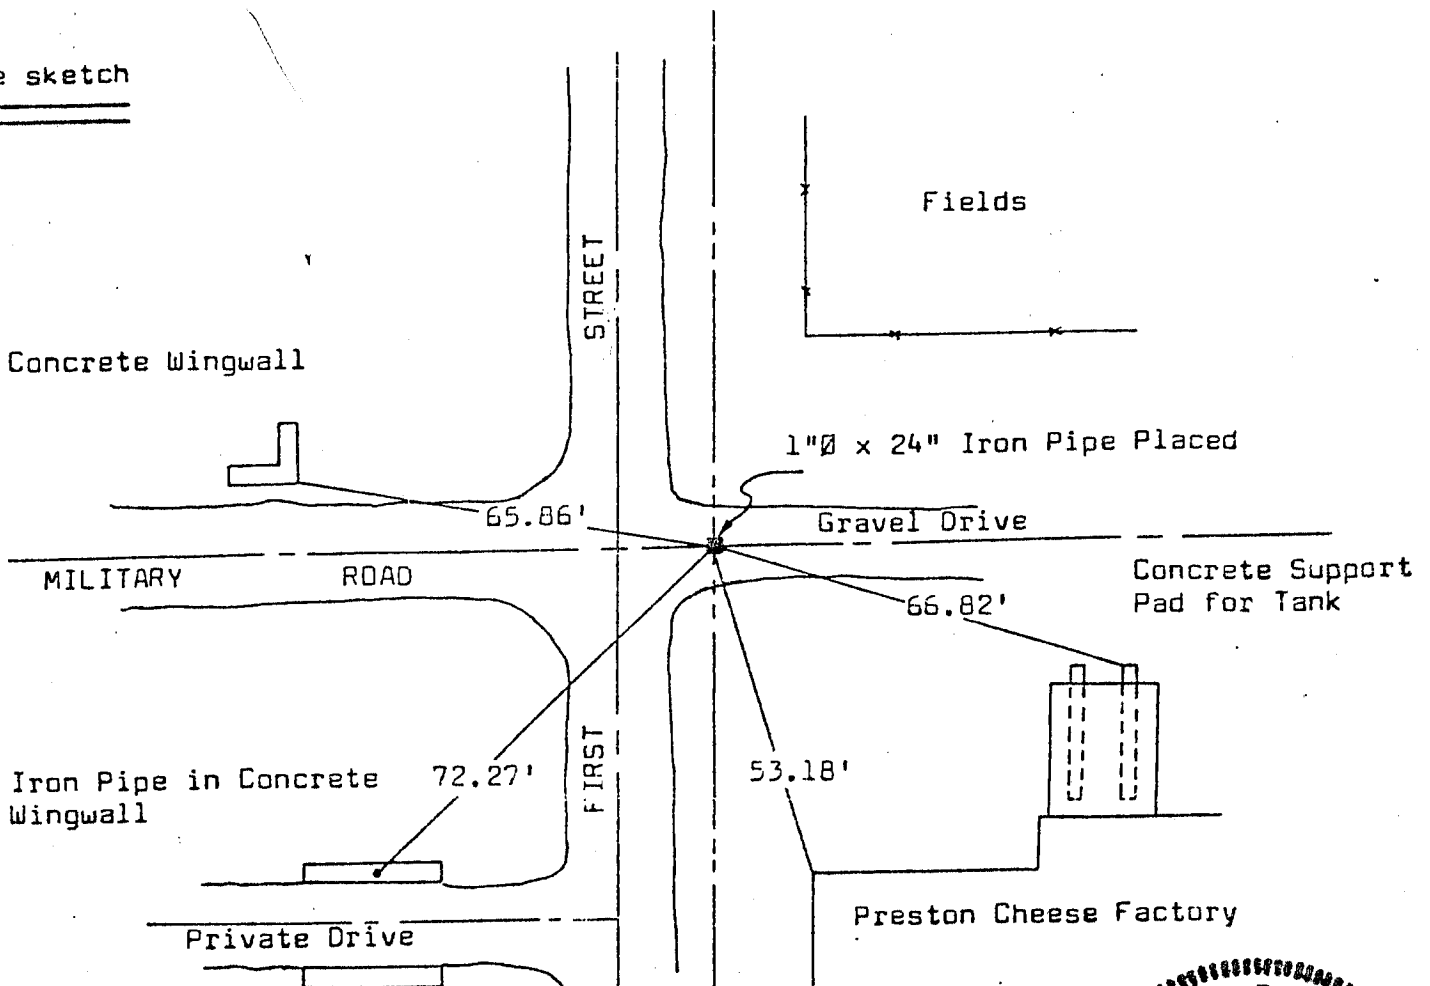 e sketch
Fields
STREET
Concrete Wingwall
1"Ø x 24" Iron Pipe Placed
65.86'
Gravel Drive
MILITARY ROAD
Concrete Support
Pad for Tank
66.82'
FIRST
Iron Pipe in Concrete
Wingwall
72.27'
53.18'
Preston Cheese Factory
Private Drive